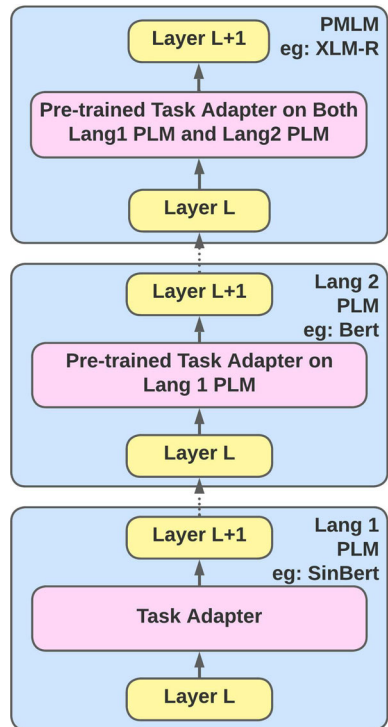 PMLM
eg: XLM-R
Layer L+1
Pre-trained Task Adapter on Both
Lang1 PLM and Lang2 PLM
Layer L
Lang 2
PLM
eg: Bert
Layer L+1
Pre-trained Task Adapter on
Lang 1 PLM
Layer L
Lang 1
PLM
eg: SinBert
Layer L+1
Task Adapter
Layer L